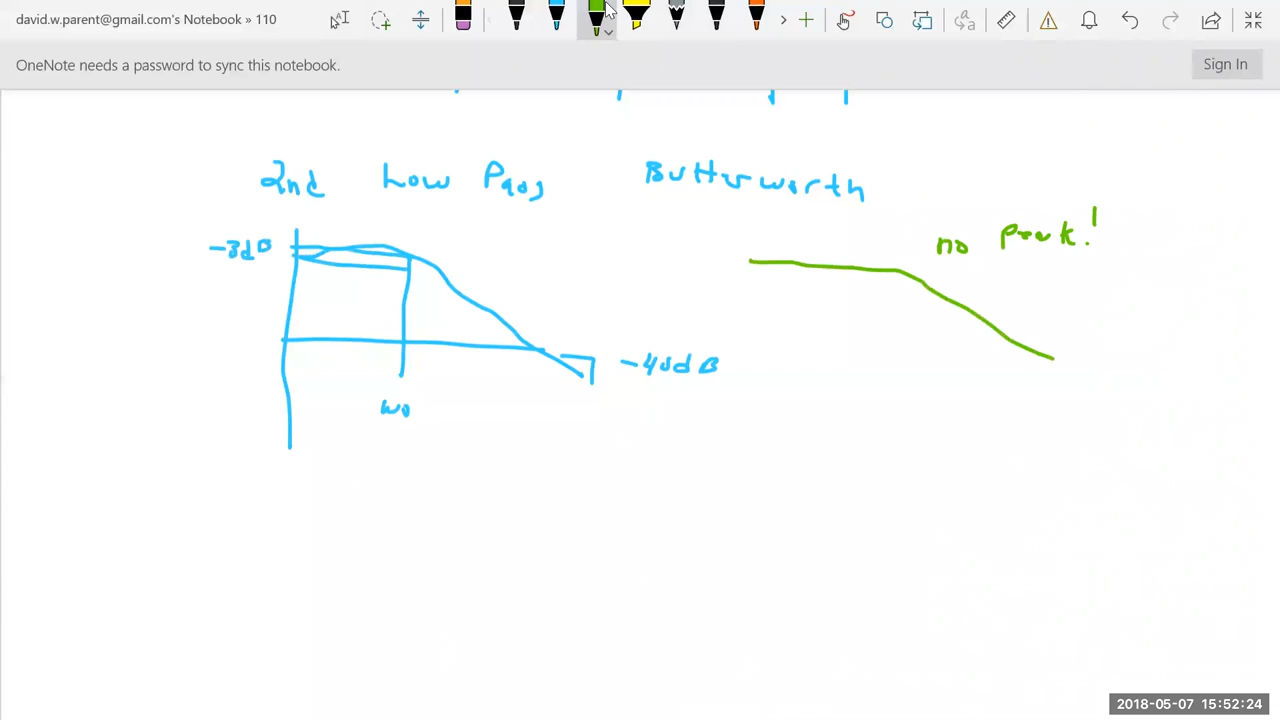 david.w.parent@gmail.com's Notebook » 110
OneNote needs a password to sync this notebook.
Sign In
2nd Low Pass Butterworth
no peak!
-3dB
-40dB
wo
2018-05-07 15:52:24